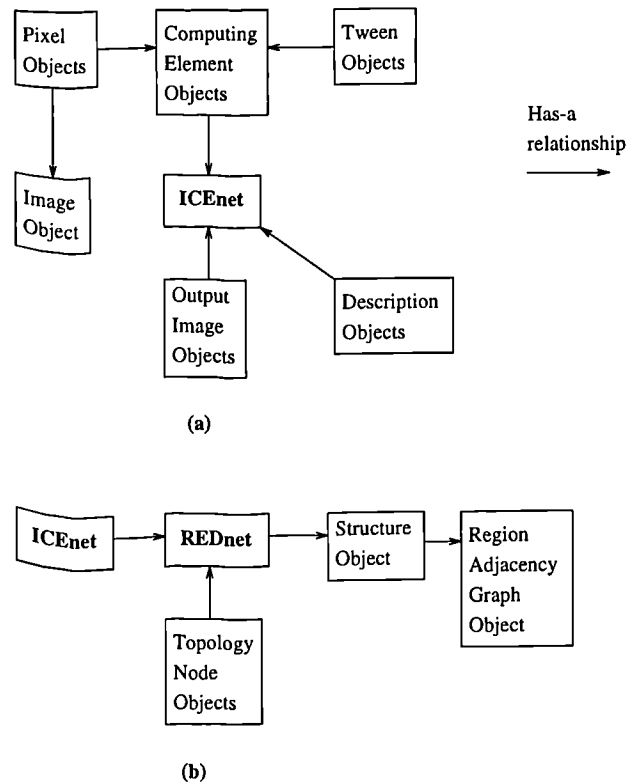 Pixel
Objects
Computing
Element
Objects
Tween
Objects
Has-a
relationship
Image
Object
ICEnet
Output
Image
Objects
Description
Objects
(a)
ICEnet
REDnet
Structure
Object
Region
Adjacency
Graph
Object
Topology
Node
Objects
(b)